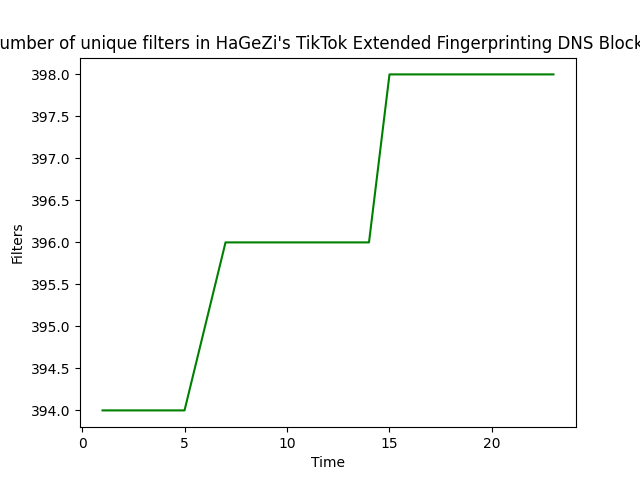 umber of unique filters in HaGeZi's TikTok Extended Fingerprinting DNS Block
398.0
397.5
397.0
396.5
396.0
395.5
395.0
394.5
394.0
Filters
0 5 10 15 20
Time